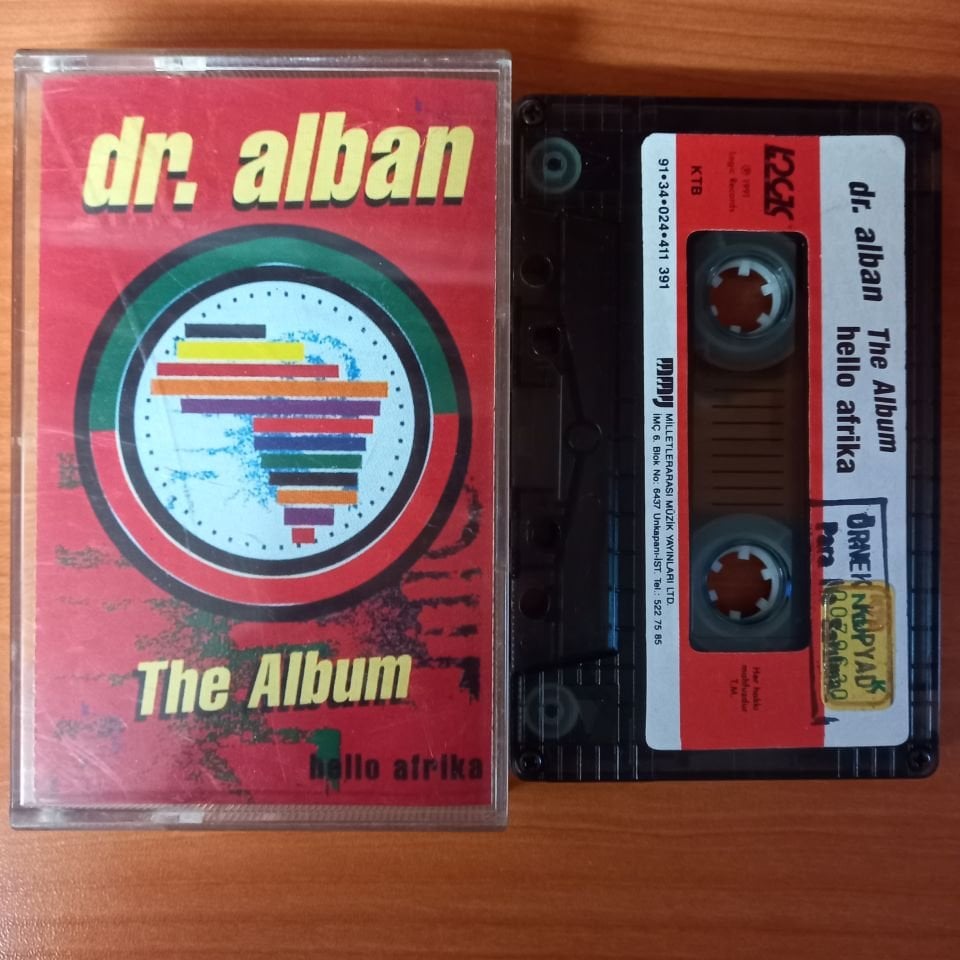 dr. alban
The Album
hello afrika
dr. alban The Album
hello afrika
LOGIC
℗ 1991
Logic Records
KTB
91•34•024•411 391
MMY MİLLETLERARASI MÜZİK YAYINLARI LTD.
İMÇ 6. Blok No: 6437 Unkapanı-İST. Tel.: 522 75 85
Her hakkı
mahfuzdur
T.M.
ÖRNEK
Para